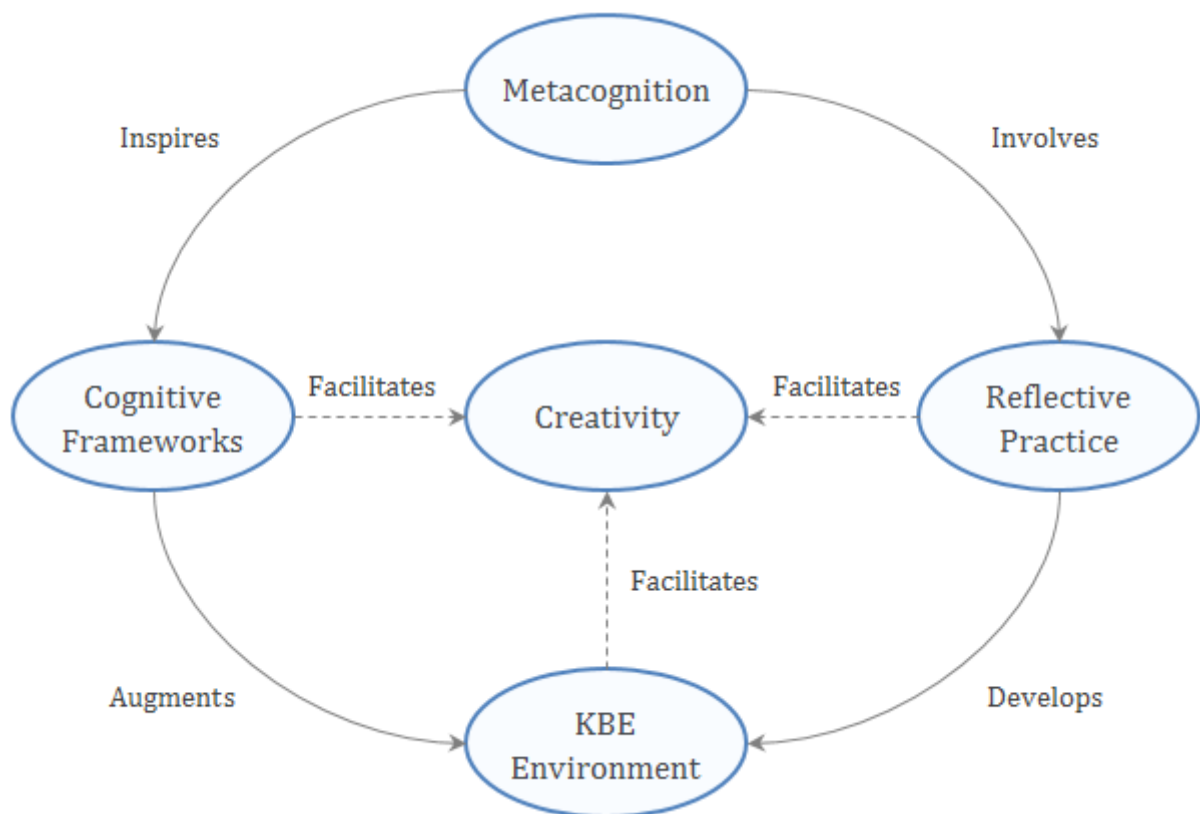 Metacognition
Inspires
Involves
Cognitive
Frameworks
Facilitates
Creativity
Facilitates
Reflective
Practice
Facilitates
Augments
KBE
Environment
Develops